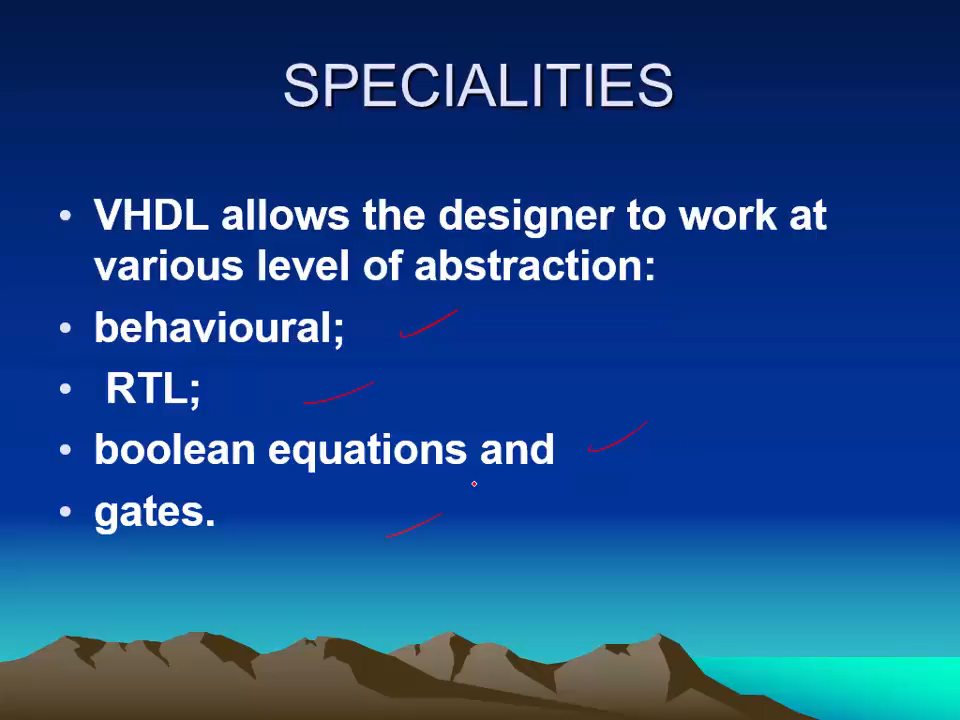 SPECIALITIES
• VHDL allows the designer to work at
various level of abstraction:
• behavioural;
• RTL;
• boolean equations and
• gates.